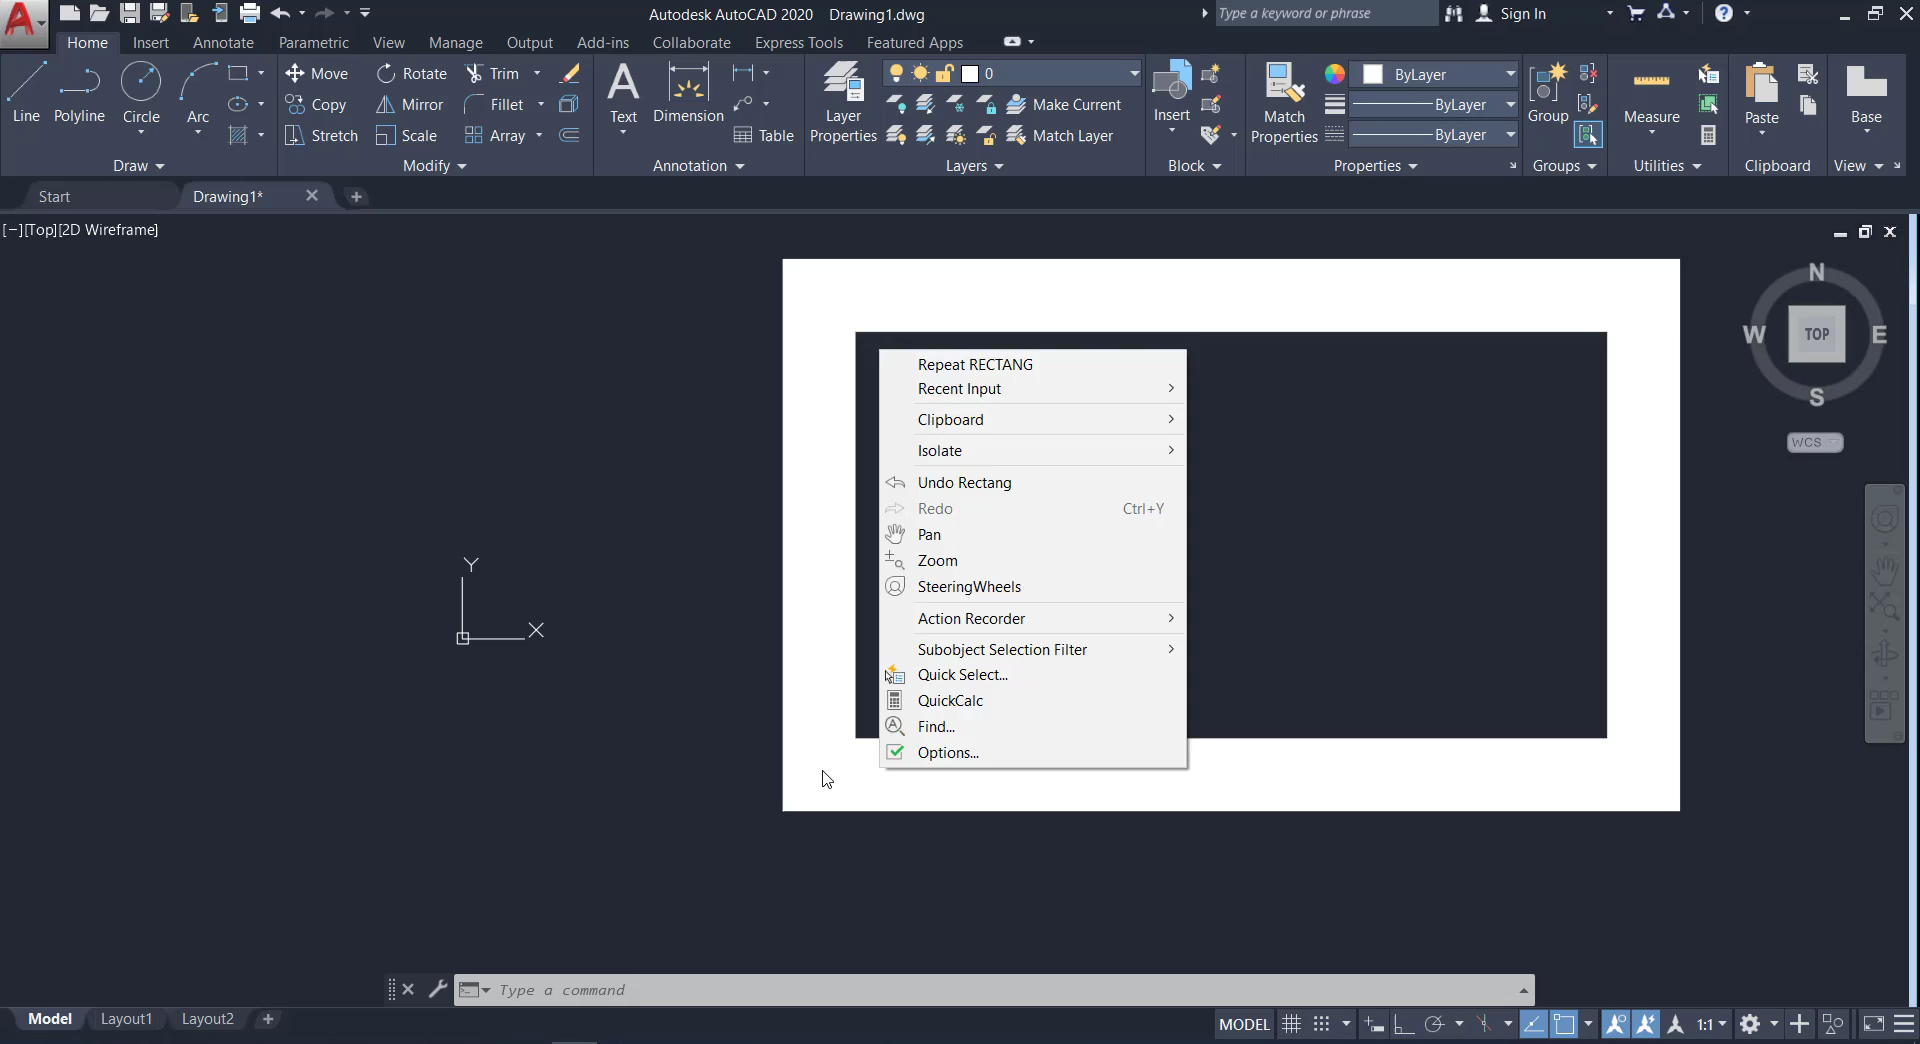 Autodesk AutoCAD 2020 Drawing1.dwg
Type a keyword or phrase
Sign In
Home Insert Annotate Parametric View Manage Output Add-ins Collaborate Express Tools Featured Apps
Line Polyline Circle Arc
Draw
Move Rotate Trim
Copy Mirror Fillet
Stretch Scale Array
Modify
Text Dimension
Table
Annotation
Layer Properties
0
Make Current
Match Layer
Layers
Insert
Block
Match Properties
ByLayer
ByLayer
ByLayer
Properties
Group
Groups
Measure
Utilities
Paste
Clipboard
Base
View
Start Drawing1*
[−][Top][2D Wireframe]
N
W TOP E
S
WCS
Repeat RECTANG
Recent Input
Clipboard
Isolate
Undo Rectang
Redo Ctrl+Y
Pan
Zoom
SteeringWheels
Action Recorder
Subobject Selection Filter
Quick Select...
QuickCalc
Find...
Options...
Y
X
Type a command
Model Layout1 Layout2
MODEL
1:1